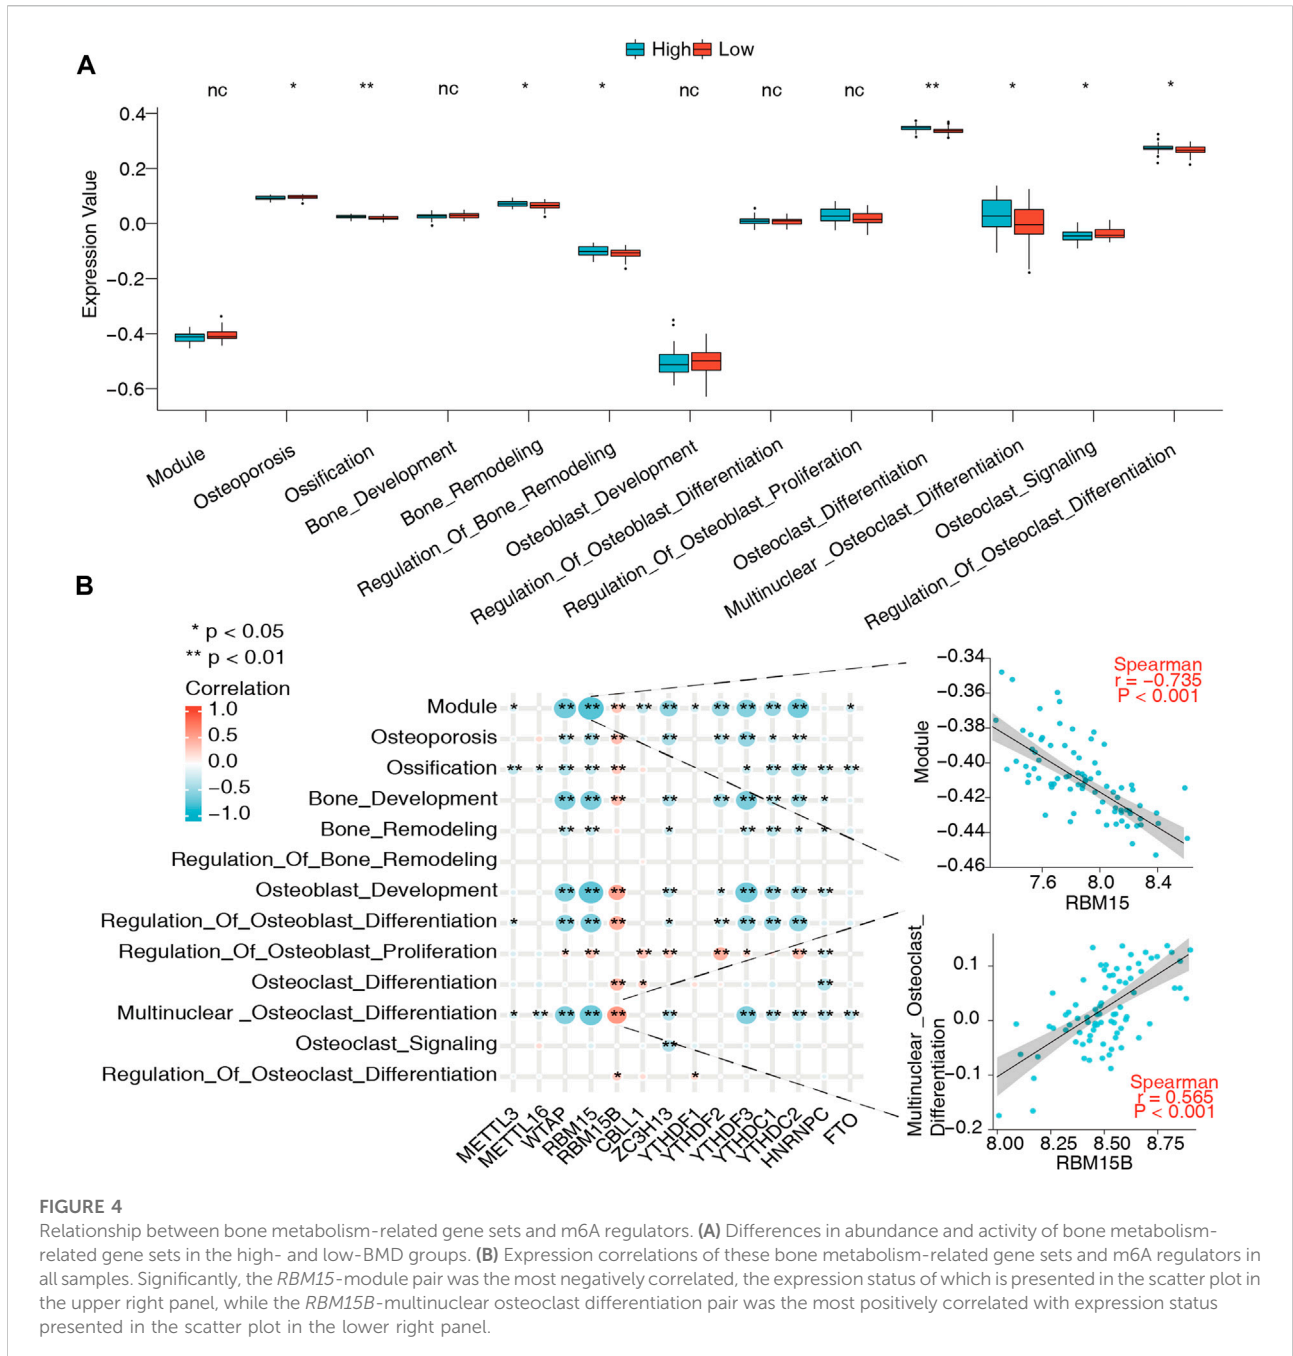 A
High Low
nc * ** nc * * nc nc nc ** * * *
Expression Value
0.4
0.2
0.0
−0.2
−0.4
−0.6
Module
Osteoporosis
Ossification
Bone_Development
Bone_Remodeling
Regulation_Of_Bone_Remodeling
Osteoblast_Development
Regulation_Of_Osteoblast_Differentiation
Regulation_Of_Osteoblast_Proliferation
Osteoclast_Differentiation
Multinuclear _Osteoclast_Differentiation
Osteoclast_Signaling
Regulation_Of_Osteoclast_Differentiation
B
* p < 0.05
** p < 0.01
Correlation
1.0
0.5
0.0
−0.5
−1.0
Module * ** ** ** ** ** * ** ** ** ** *
Osteoporosis ** ** ** ** ** ** * **
Ossification ** * ** ** ** * ** ** ** **
Bone_Development ** ** ** ** ** ** ** ** *
Bone_Remodeling ** ** * ** ** * *
Regulation_Of_Bone_Remodeling
Osteoblast_Development ** ** ** ** * ** ** ** **
Regulation_Of_Osteoblast_Differentiation * ** ** ** * ** ** ** **
Regulation_Of_Osteoblast_Proliferation * ** ** ** ** * ** **
Osteoclast_Differentiation ** * **
Multinuclear _Osteoclast_Differentiation * ** ** ** ** ** ** ** ** ** **
Osteoclast_Signaling **
Regulation_Of_Osteoclast_Differentiation * *
METTL3
METTL16
WTAP
RBM15
RBM15B
CBLL1
ZC3H13
YTHDF1
YTHDF2
YTHDF3
YTHDC1
YTHDC2
HNRNPC
FTO
Module
−0.34
−0.36
−0.38
−0.40
−0.42
−0.44
−0.46
Spearman
r = −0.735
P < 0.001
7.6 8.0 8.4
RBM15
Multinuclear _Osteoclast_
Differentiation
0.1
0.0
−0.1
−0.2
Spearman
r = 0.565
P < 0.001
8.00 8.25 8.50 8.75
RBM15B
FIGURE 4
Relationship between bone metabolism-related gene sets and m6A regulators. (A) Differences in abundance and activity of bone metabolism-
related gene sets in the high- and low-BMD groups. (B) Expression correlations of these bone metabolism-related gene sets and m6A regulators in
all samples. Significantly, the RBM15-module pair was the most negatively correlated, the expression status of which is presented in the scatter plot in
the upper right panel, while the RBM15B-multinuclear osteoclast differentiation pair was the most positively correlated with expression status
presented in the scatter plot in the lower right panel.